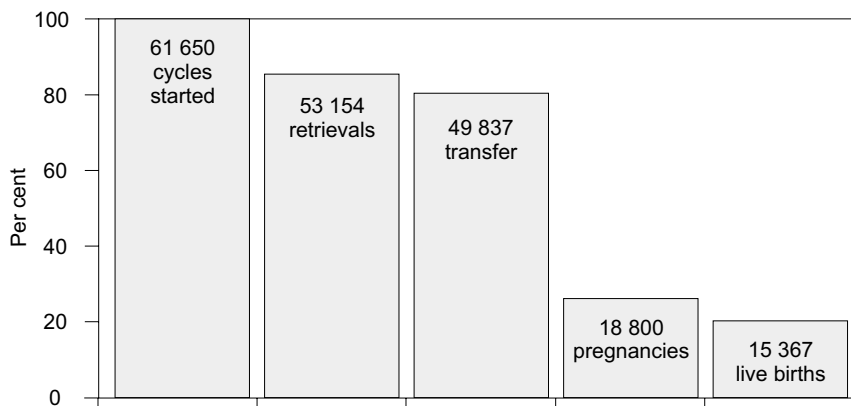 100
80
60
40
20
0
Per cent
61 650
cycles
started
53 154
retrievals
49 837
transfer
18 800
pregnancies
15 367
live births